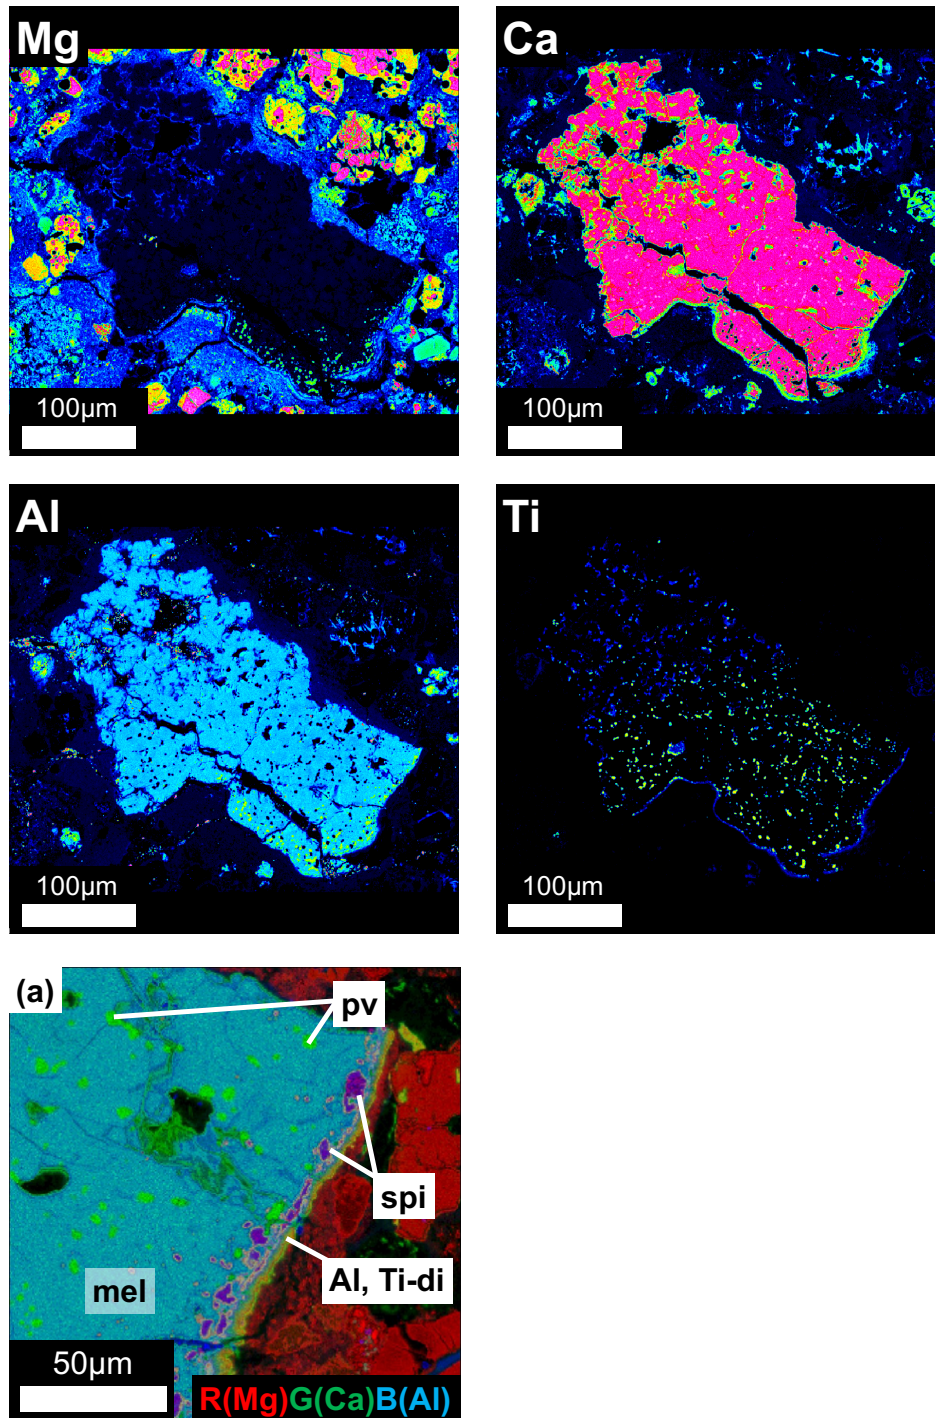 Mg
Ca
100μm
100μm
Al
Ti
100μm
100μm
(a)
pv
spi
Al, Ti-di
mel
50μm
R(Mg)G(Ca)B(Al)